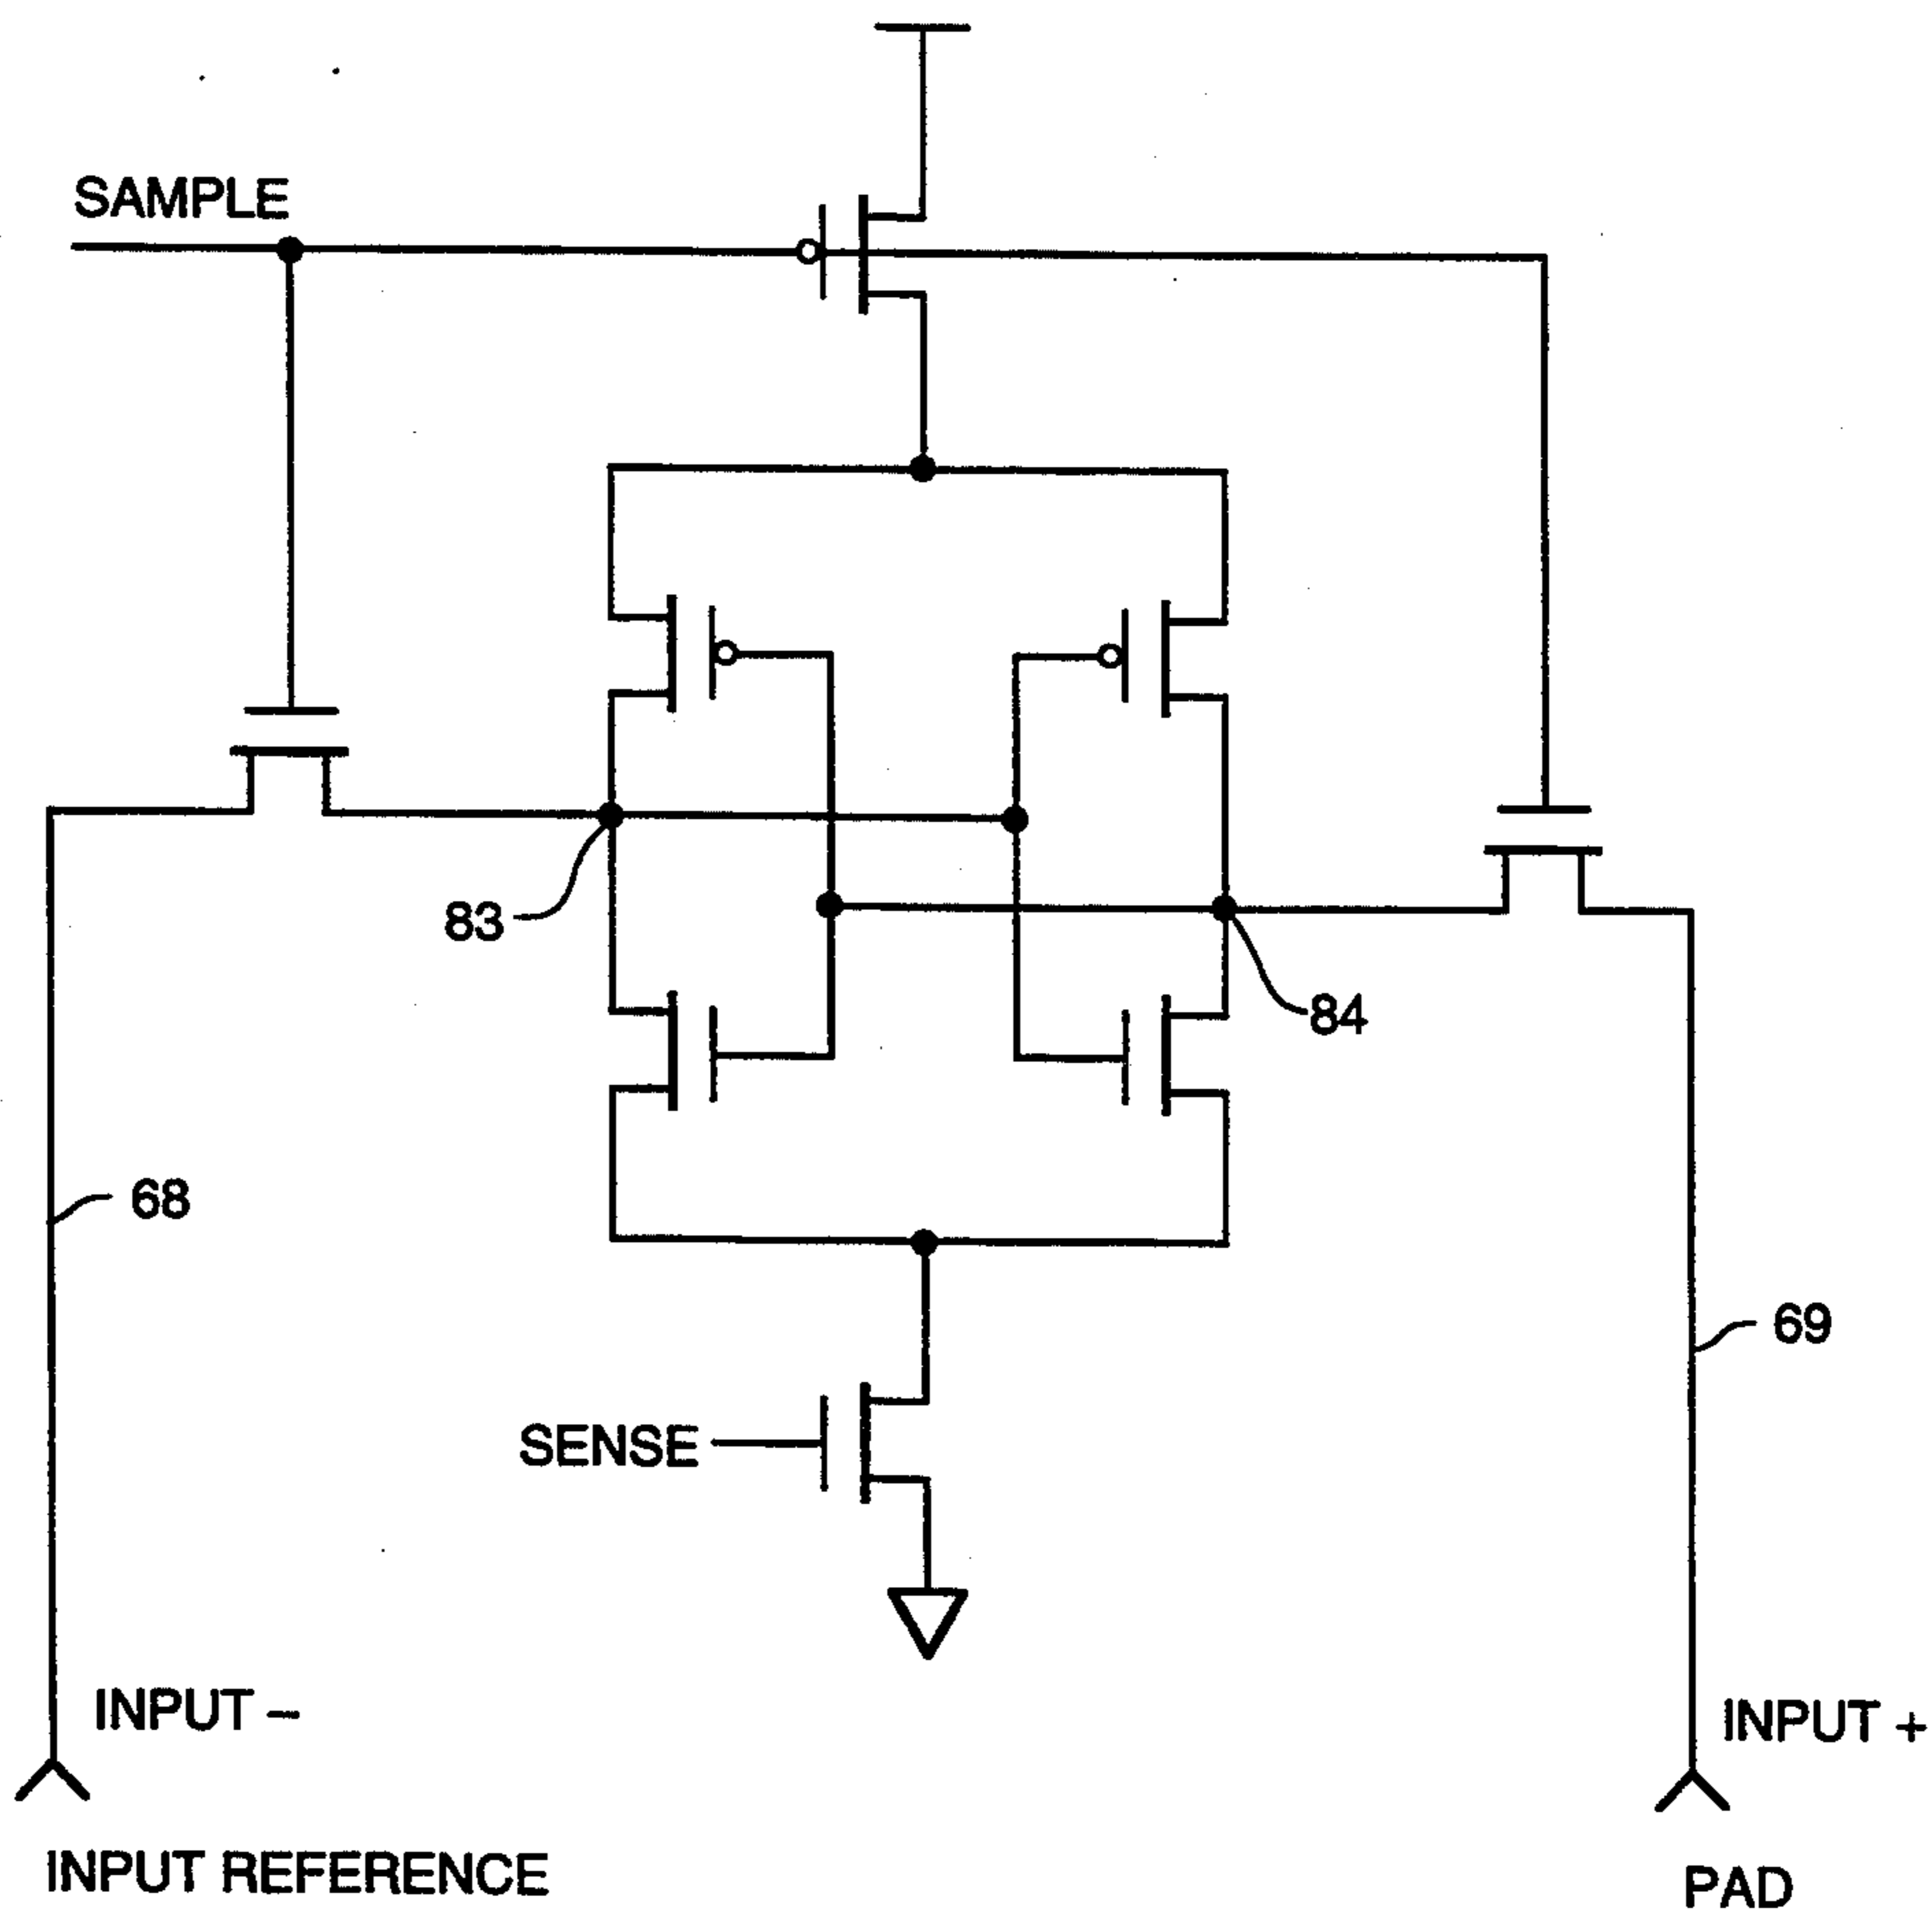 SAMPLE
83
84
68
69
SENSE
INPUT –
INPUT +
INPUT REFERENCE
PAD